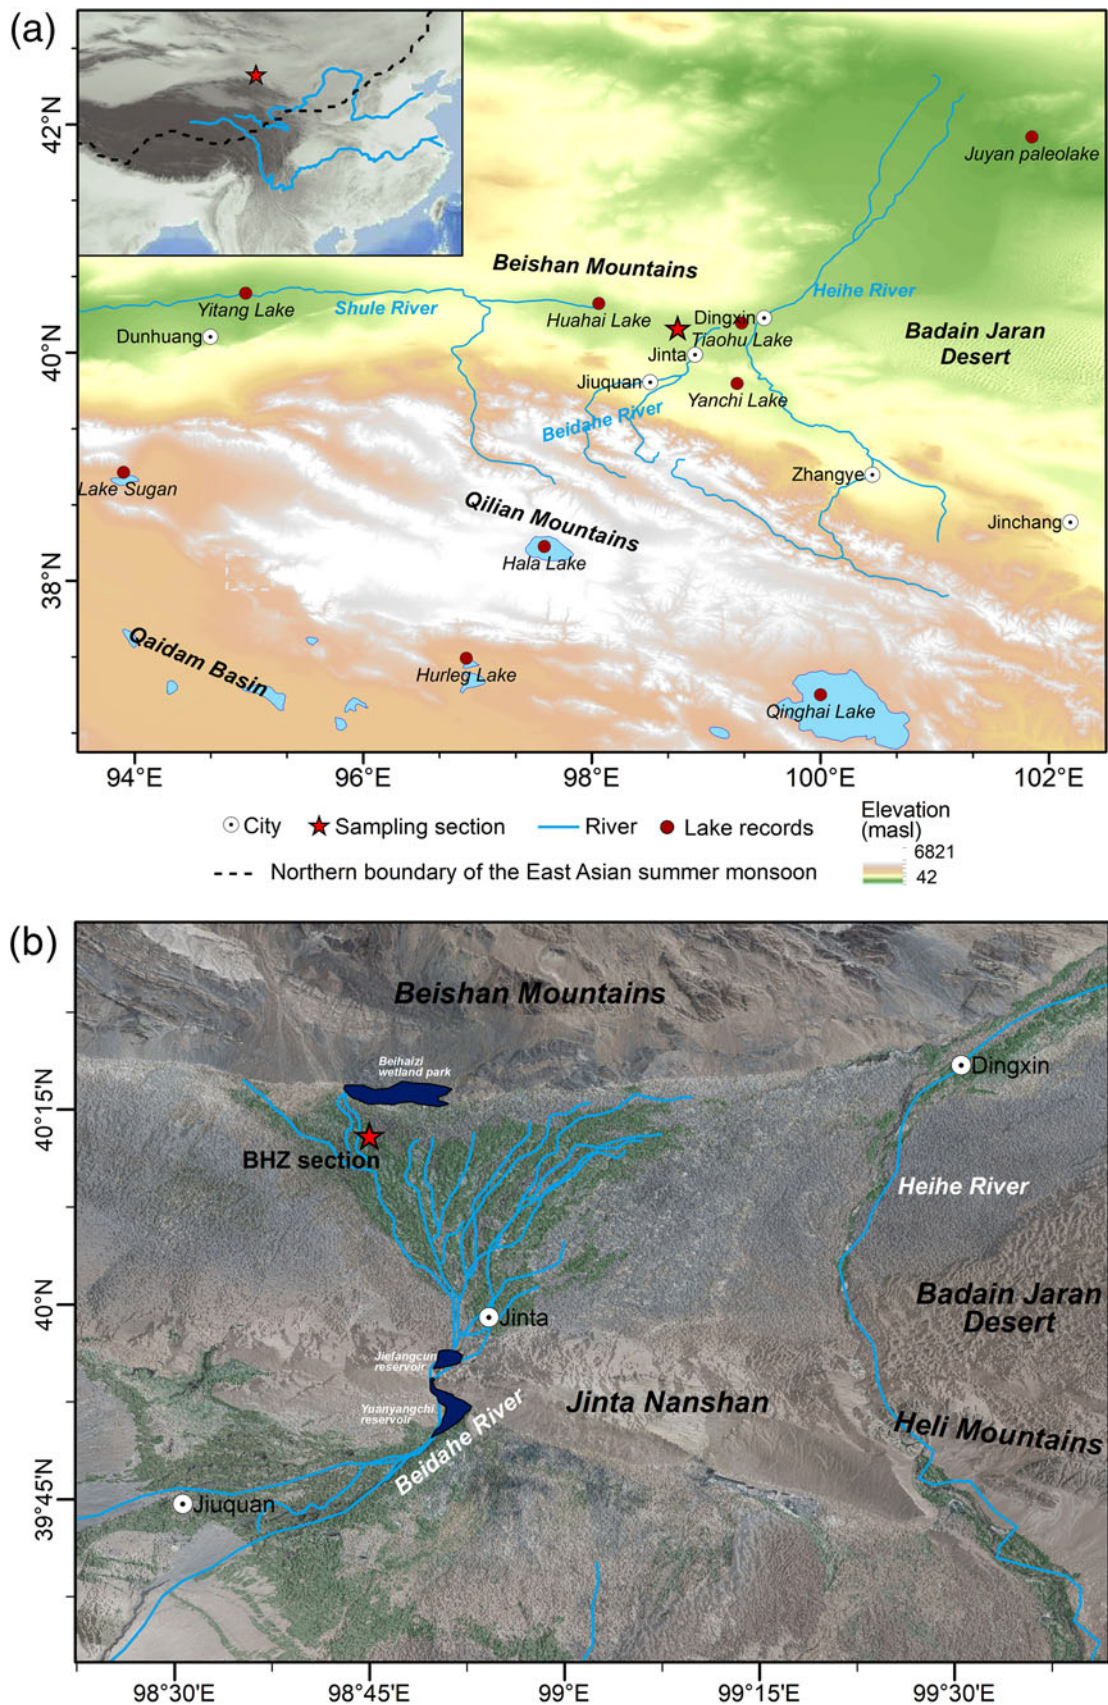 (a)
42°N
40°N
38°N
Juyan paleolake
Beishan Mountains
Heihe River
Yitang Lake
Shule River
Huahai Lake
Dingxin
Tiaohu Lake
Badain Jaran
Desert
Dunhuang
Jinta
Jiuquan
Yanchi Lake
Beidahe River
Zhangye
Lake Sugan
Qilian Mountains
Jinchang
Hala Lake
Qaidam Basin
Hurleg Lake
Qinghai Lake
94°E
96°E
98°E
100°E
102°E
City
Sampling section
River
Lake records
Elevation
(masl)
6821
42
Northern boundary of the East Asian summer monsoon
(b)
Beishan Mountains
Beihaizi
wetland park
Dingxin
40°15'N
BHZ section
Heihe River
40°N
Jinta
Badain Jaran
Desert
Jiefangcun
reservoir
Yuanyangchi
reservoir
Jinta Nanshan
Beidahe River
Heli Mountains
39°45'N
Jiuquan
98°30'E
98°45'E
99°E
99°15'E
99°30'E